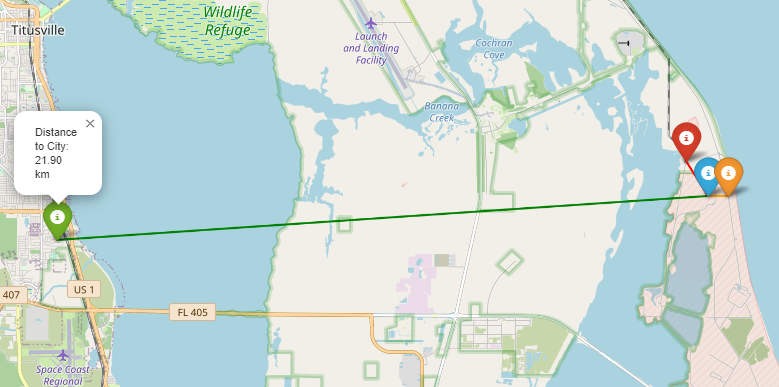 Titusville
Wildlife
Refuge
Launch
and Landing
Facility
Cochran
Cove
Banana
Creek
Distance
to City:
21.90
km
×
i
i
i
i
407
US 1
FL 405
Space Coast
Regional